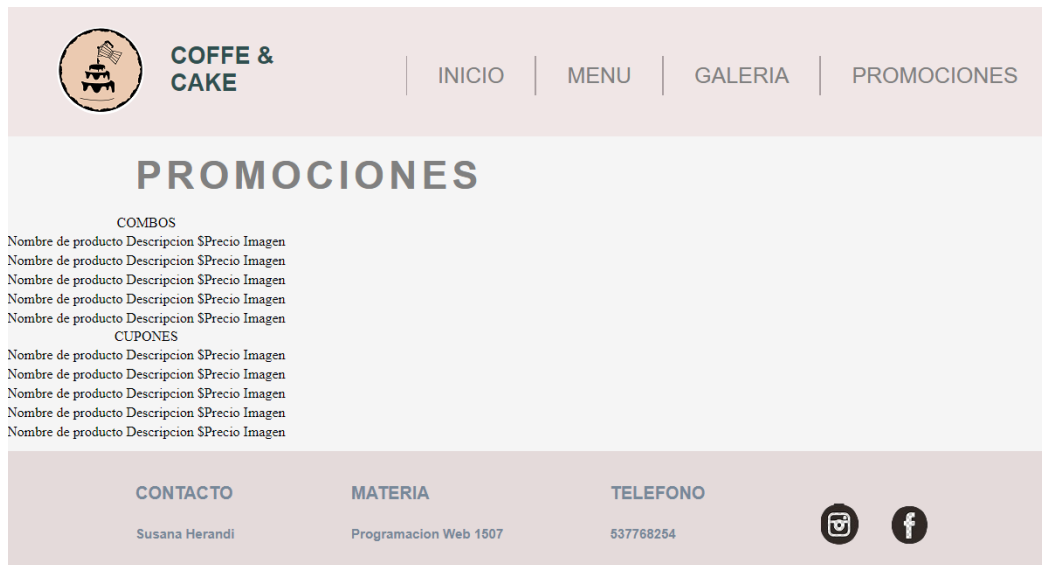 COFFE &
CAKE
INICIO
MENU
GALERIA
PROMOCIONES
PROMOCIONES
COMBOS
Nombre de producto Descripcion $Precio Imagen
Nombre de producto Descripcion $Precio Imagen
Nombre de producto Descripcion $Precio Imagen
Nombre de producto Descripcion $Precio Imagen
Nombre de producto Descripcion $Precio Imagen
CUPONES
Nombre de producto Descripcion $Precio Imagen
Nombre de producto Descripcion $Precio Imagen
Nombre de producto Descripcion $Precio Imagen
Nombre de producto Descripcion $Precio Imagen
Nombre de producto Descripcion $Precio Imagen
CONTACTO
Susana Herandi
MATERIA
Programacion Web 1507
TELEFONO
537768254